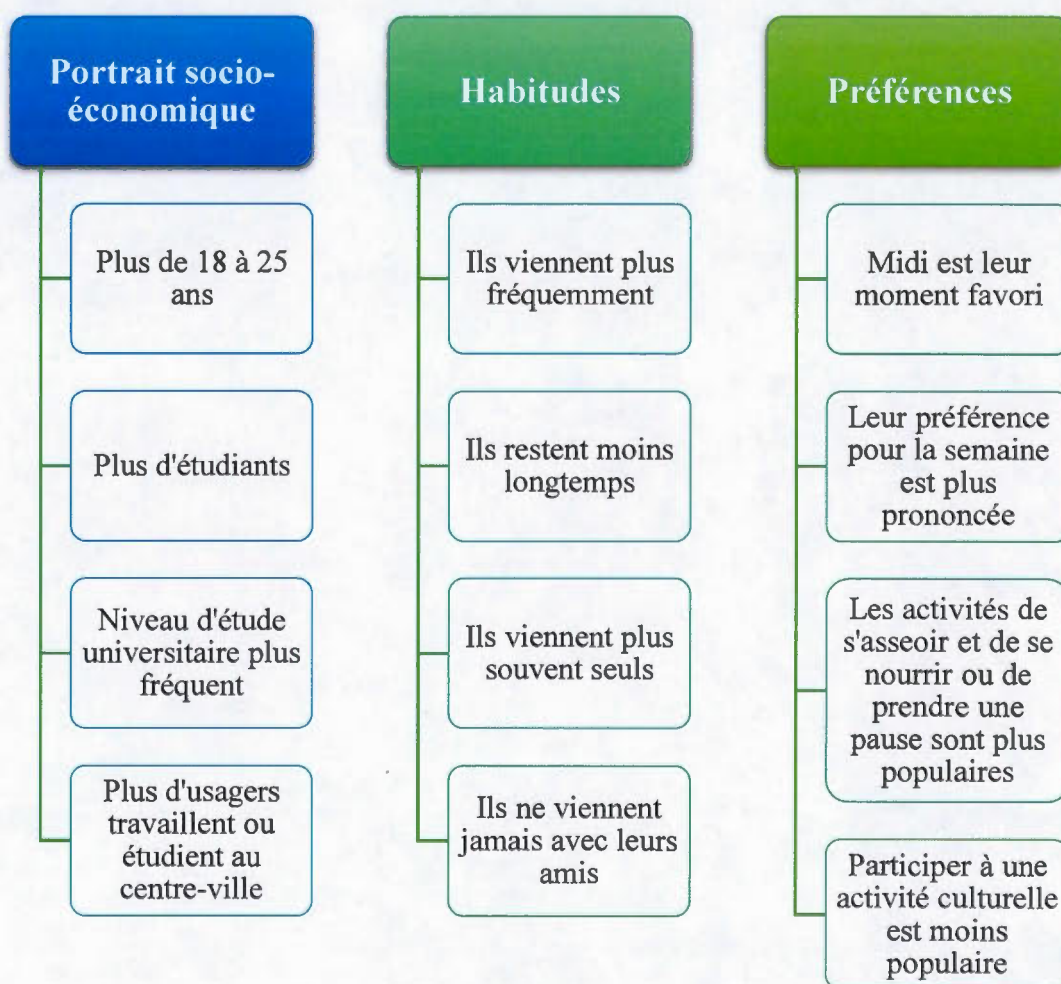 Portrait socio-
économique
Plus de 18 à 25
ans
Plus d'étudiants
Niveau d'étude
universitaire plus
fréquent
Plus d'usagers
travaillent ou
étudient au
centre-ville
Habitudes
Ils viennent plus
fréquemment
Ils restent moins
longtemps
Ils viennent plus
souvent seuls
Ils ne viennent
jamais avec leurs
amis
Préférences
Midi est leur
moment favori
Leur préférence
pour la semaine
est plus
prononcée
Les activités de
s'asseoir et de se
nourrir ou de
prendre une
pause sont plus
populaires
Participer à une
activité culturelle
est moins
populaire